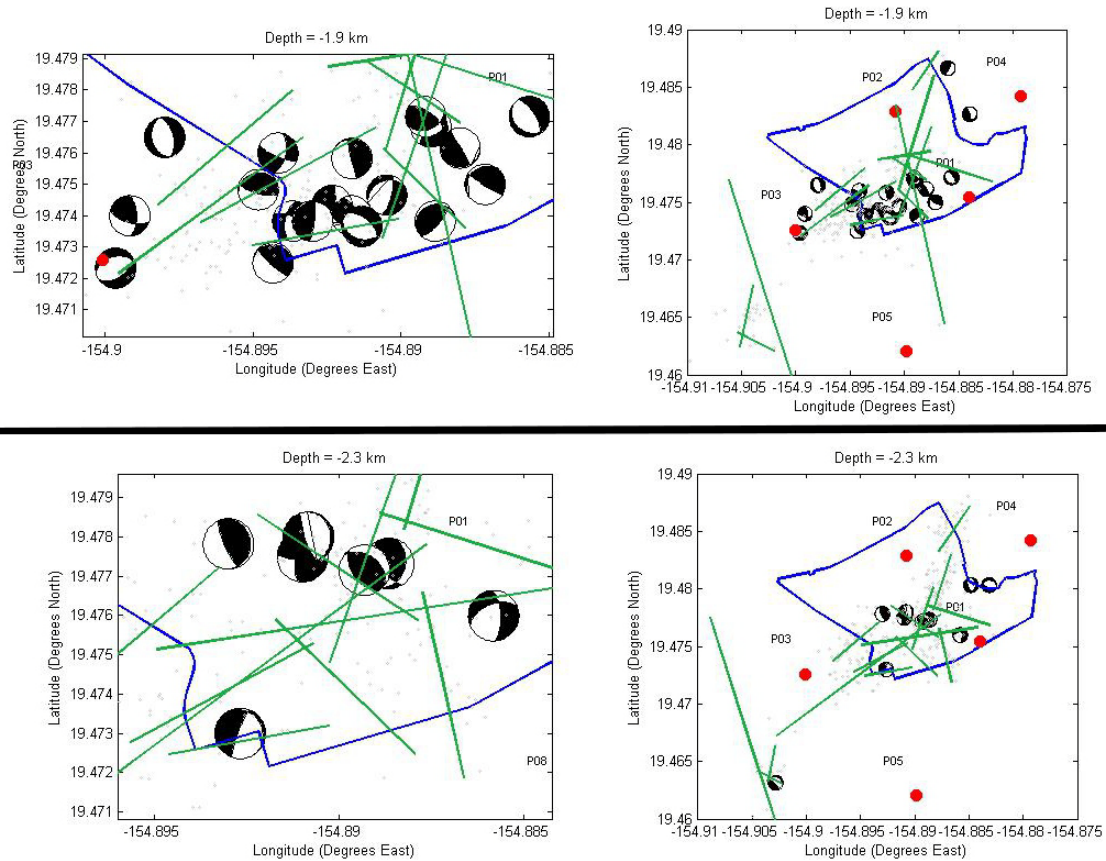 Depth = -1.9 km
19.479
19.478
19.477
19.476
19.475
19.474
19.473
19.472
19.471
Latitude (Degrees North)
P01
-154.9
-154.895
-154.89
-154.885
Longitude (Degrees East)
Depth = -1.9 km
19.49
19.485
19.48
19.475
19.47
19.465
19.46
Latitude (Degrees North)
P04
P02
P01
P03
P05
-154.91-154.905 -154.9 -154.895-154.89-154.885-154.88-154.875
Longitude (Degrees East)
Depth = -2.3 km
19.479
19.478
19.477
19.476
19.475
19.474
19.473
19.472
19.471
Latitude (Degrees North)
P01
P08
-154.895
-154.89
-154.885
Longitude (Degrees East)
Depth = -2.3 km
19.49
19.485
19.48
19.475
19.47
19.465
19.46
Latitude (Degrees North)
P04
P02
P01
P03
P05
-154.91-154.905 -154.9 -154.895-154.89-154.885-154.88-154.875
Longitude (Degrees East)